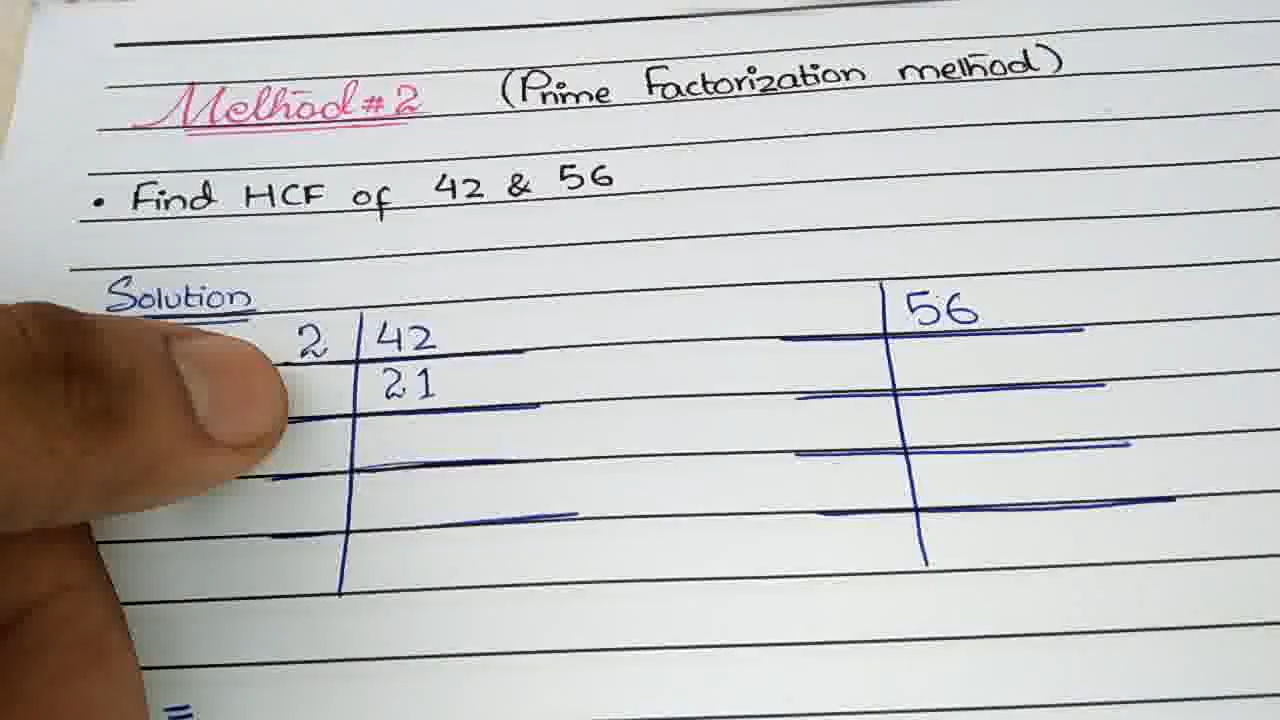 Method #2 (Prime Factorization method)
• Find HCF of 42 & 56
Solution
2 42
21
56
=